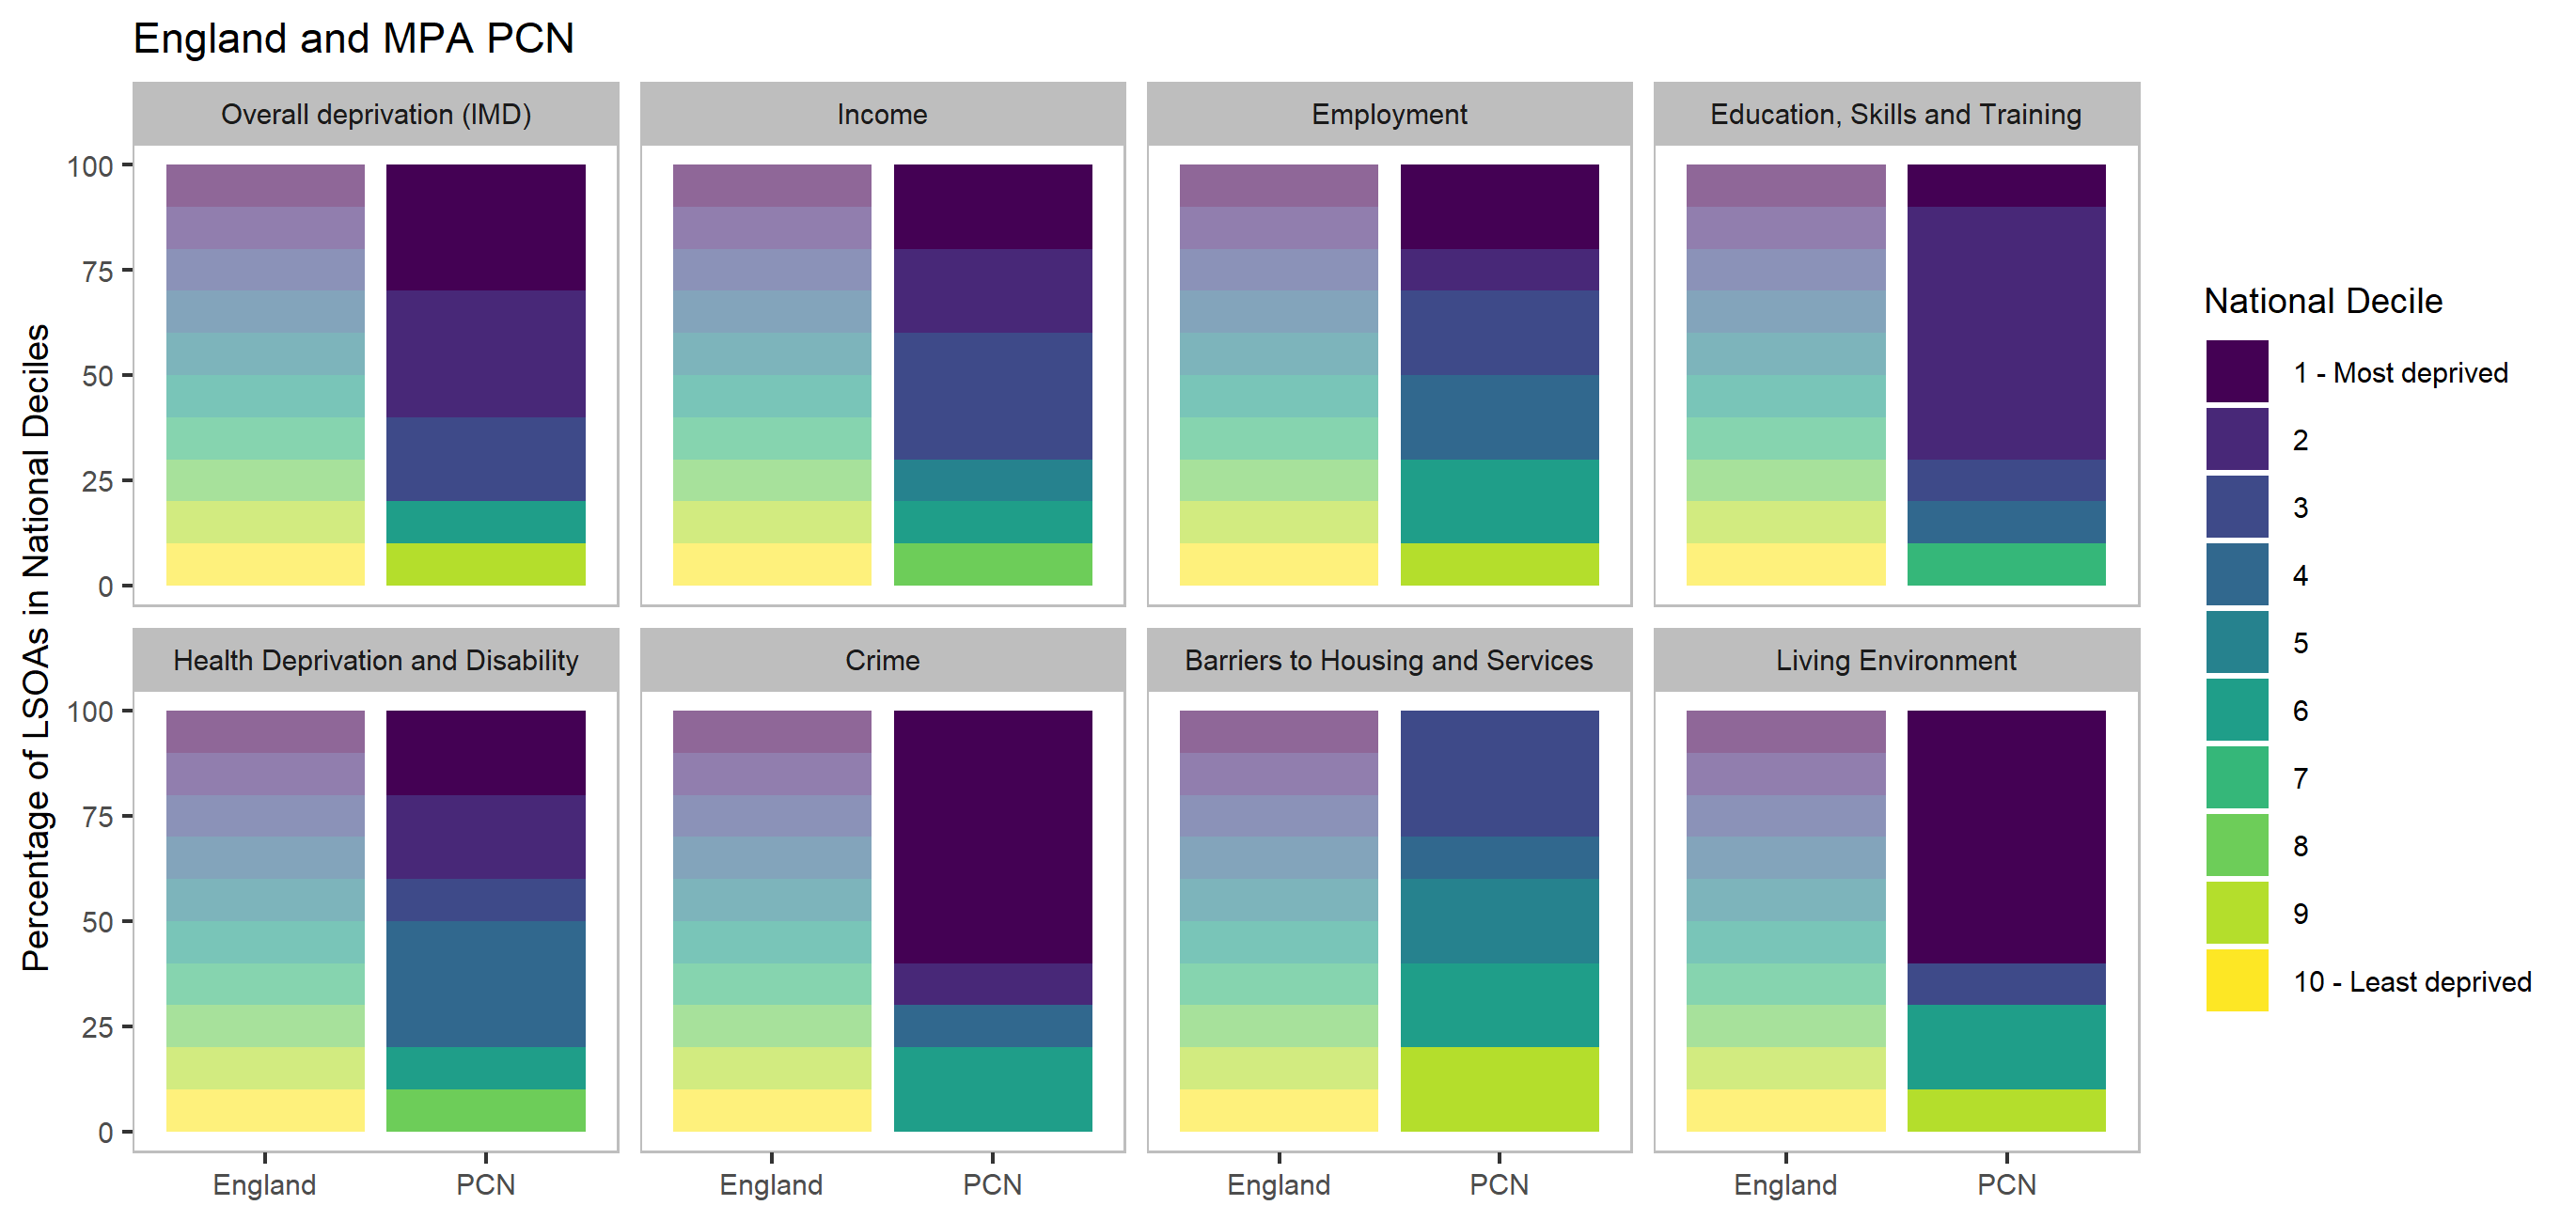 England and MPA PCN
Overall deprivation (IMD)
Income
Employment
Education, Skills and Training
100
75
50
25
0
Health Deprivation and Disability
Crime
Barriers to Housing and Services
Living Environment
100
75
50
25
0
England
PCN
England
PCN
England
PCN
England
PCN
Percentage of LSOAs in National Deciles
National Decile
1 - Most deprived
2
3
4
5
6
7
8
9
10 - Least deprived